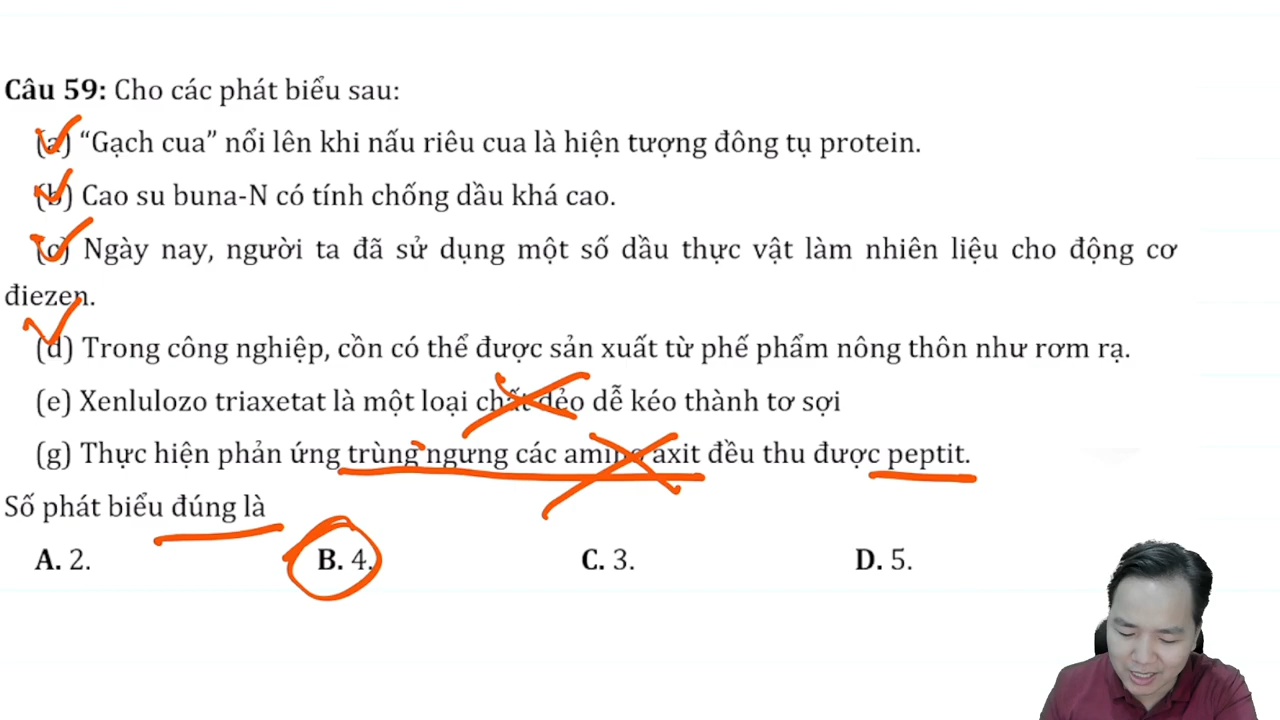 Câu 59: Cho các phát biểu sau:
(a) “Gạch cua” nổi lên khi nấu riêu cua là hiện tượng đông tụ protein.
(b) Cao su buna-N có tính chống dầu khá cao.
(c) Ngày nay, người ta đã sử dụng một số dầu thực vật làm nhiên liệu cho động cơ
điezen.
(d) Trong công nghiệp, cồn có thể được sản xuất từ phế phẩm nông thôn như rơm rạ.
(e) Xenlulozo triaxetat là một loại chất dẻo dễ kéo thành tơ sợi
(g) Thực hiện phản ứng trùng ngưng các amino axit đều thu được peptit.
Số phát biểu đúng là
A. 2. B. 4. C. 3. D. 5.